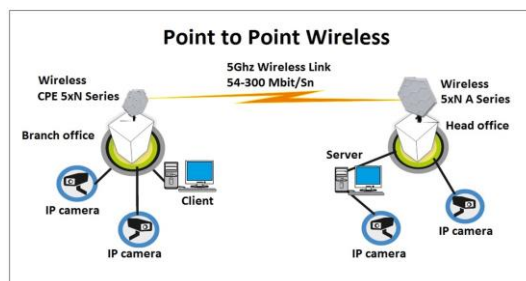 Point to Point Wireless
5Ghz Wireless Link
54-300 Mbit/Sn
Wireless
CPE 5xN Series
Wireless
5xN A Series
Branch office
Head office
Server
Client
IP camera
IP camera
IP camera
IP camera